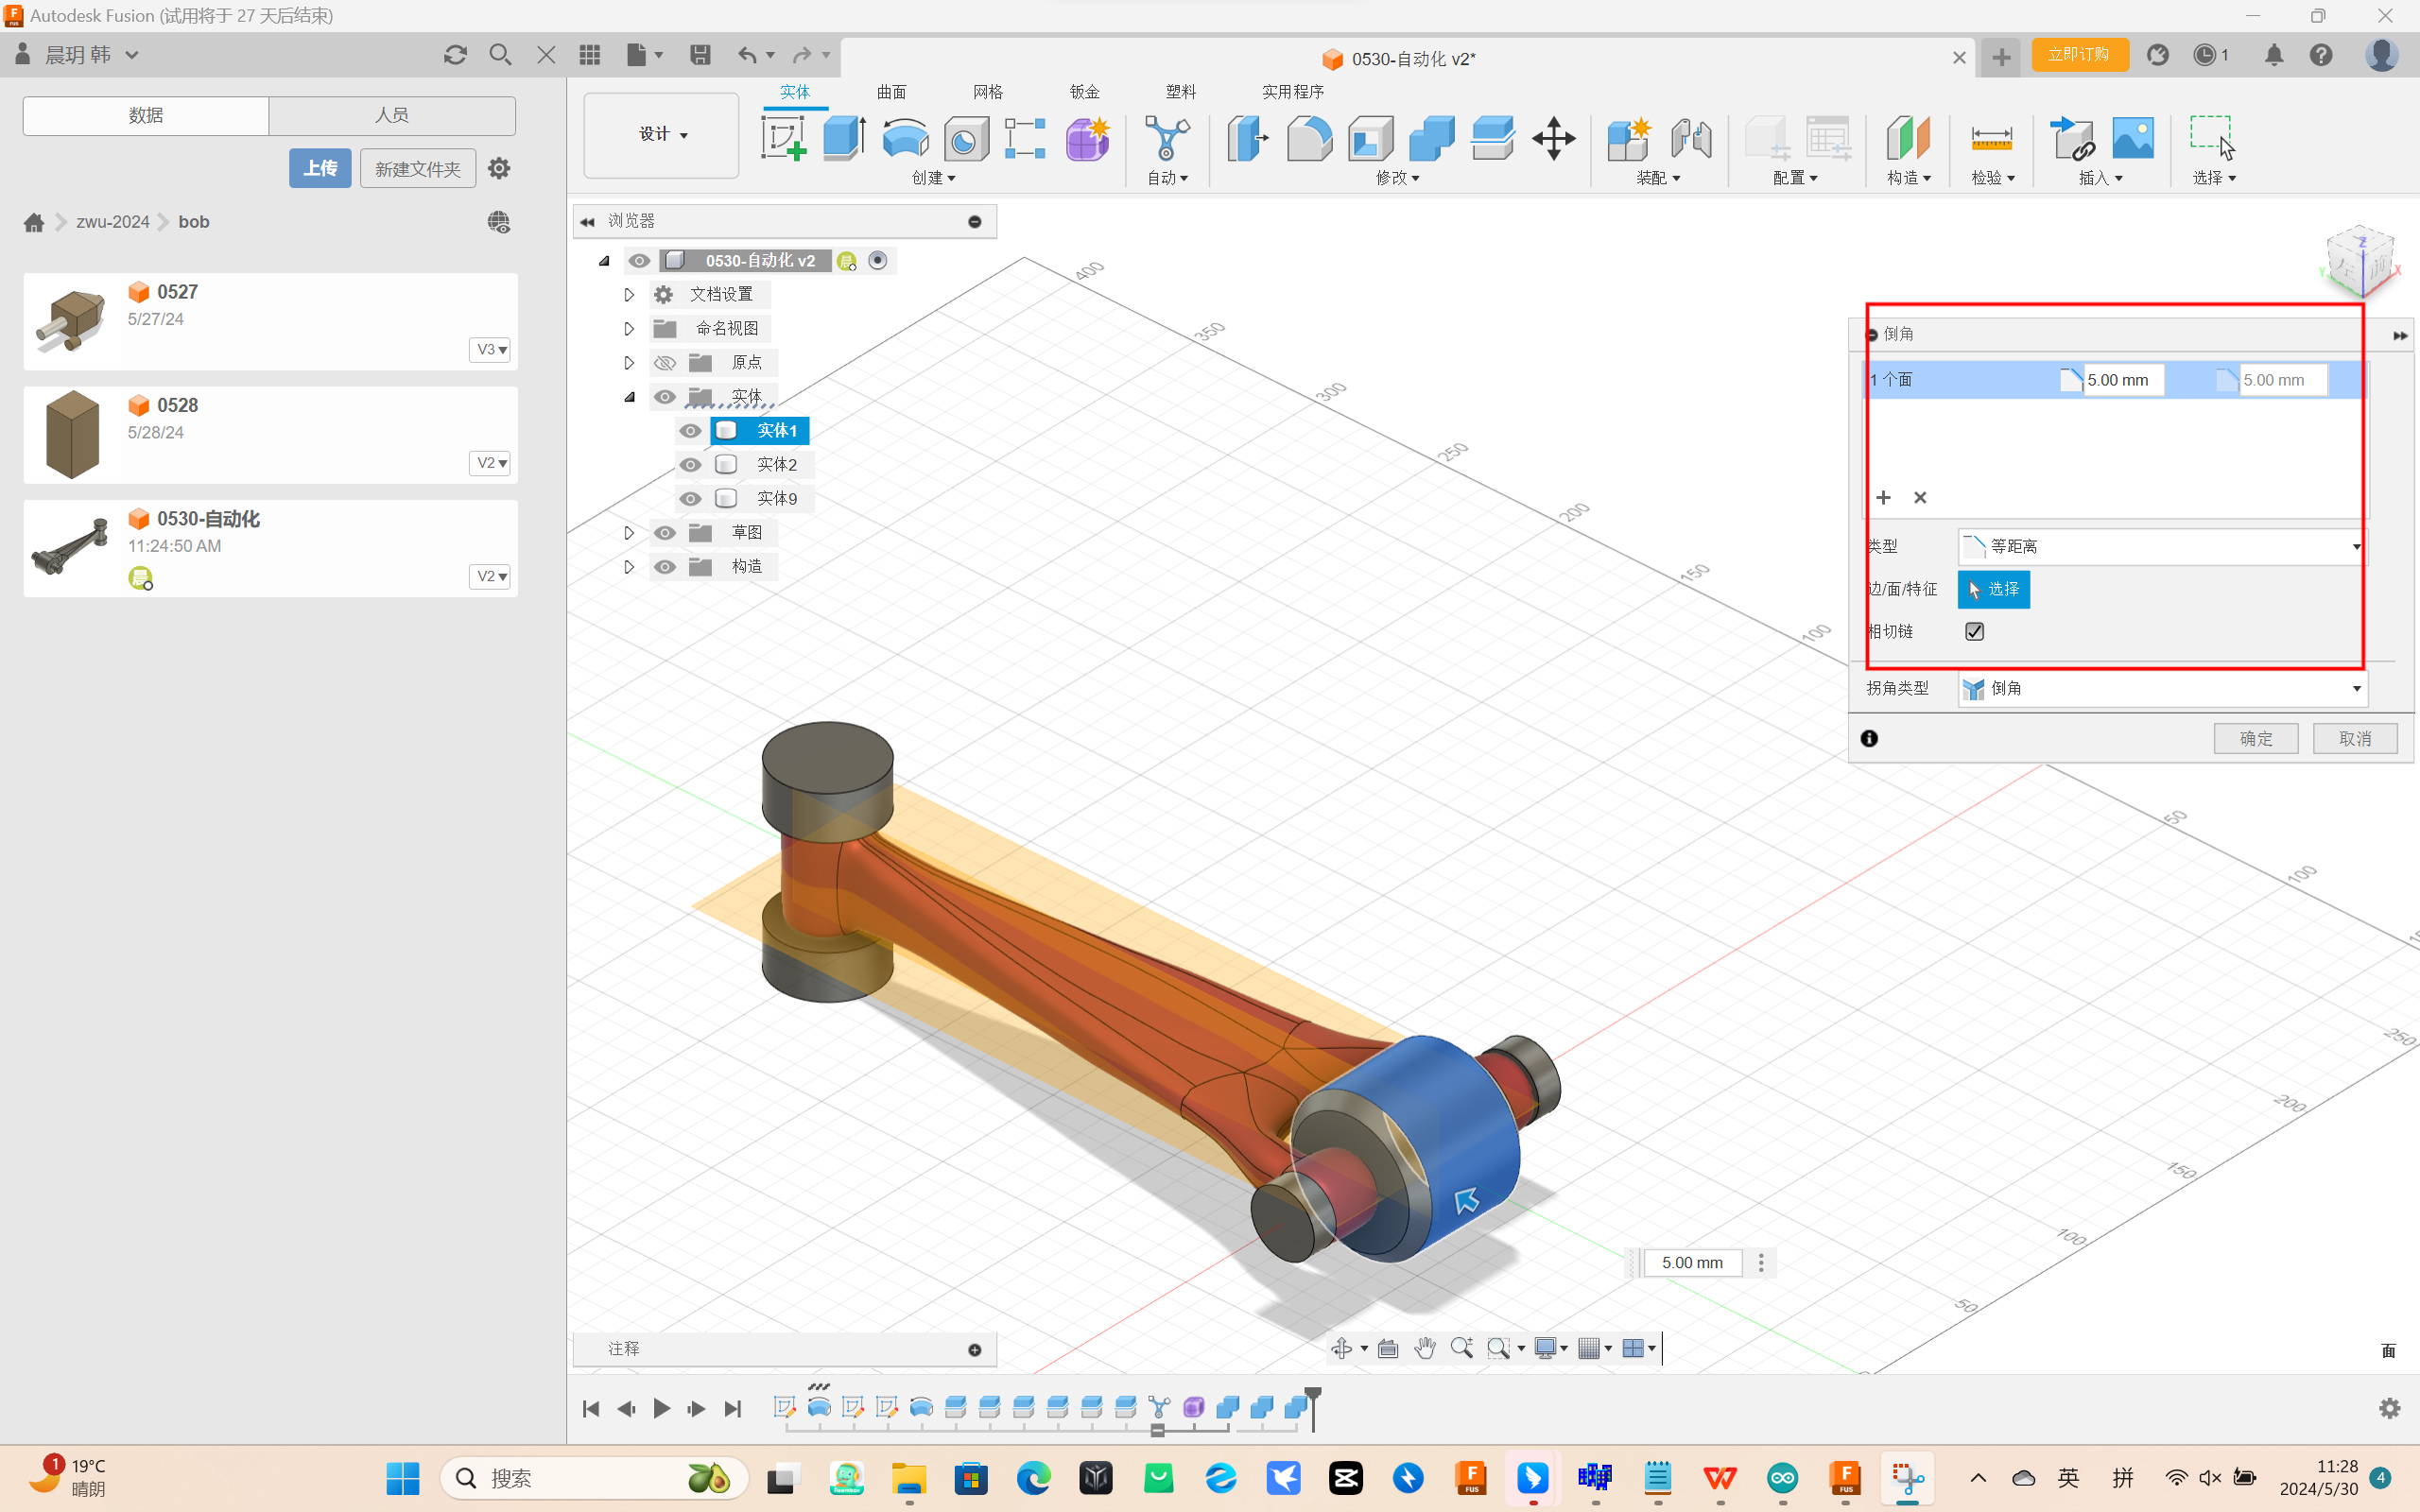 Autodesk Fusion (试用将于 27 天后结束)
晨玥 韩
0530-自动化 v2*
立即订购
1
数据
人员
上传
新建文件夹
zwu-2024
bob
0527
5/27/24
V3
0528
5/28/24
V2
0530-自动化
11:24:50 AM
晨
V2
设计
实体
曲面
网格
钣金
塑料
实用程序
创建
自动
修改
装配
配置
构造
检验
插入
选择
浏览器
0530-自动化 v2
晨
文档设置
命名视图
原点
实体
实体1
实体2
实体9
草图
构造
400
350
300
250
200
150
100
50
100
250
200
150
100
50
Z
Y
X
左
前
倒角
1 个面
5.00 mm
5.00 mm
类型
等距离
边/面/特征
选择
相切链
拐角类型
倒角
确定
取消
5.00 mm
注释
面
1
19°C
晴朗
搜索
英
拼
11:28
2024/5/30
4